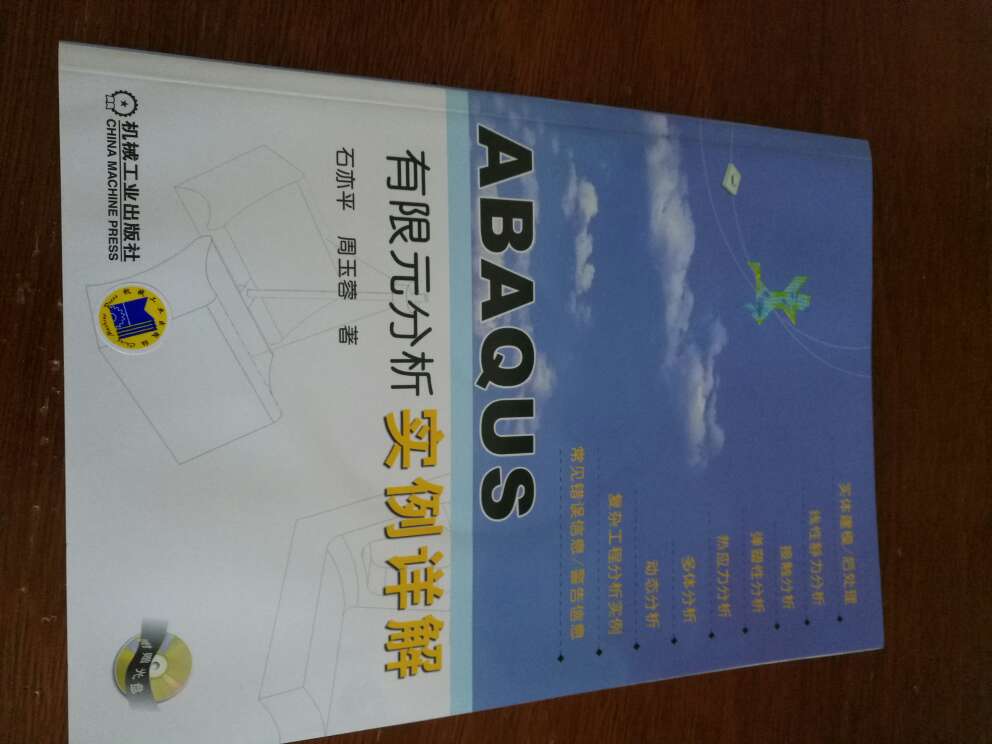 实体建模/后处理
线性静力分析
接触分析
弹塑性分析
热应力分析
多体分析
动态分析
复杂工程分析实例
常见错误信息/警告信息
ABAQUS
有限元分析实例详解
石亦平 周玉蓉 著
机械工业出版社
CHINA MACHINE PRESS
附赠光盘